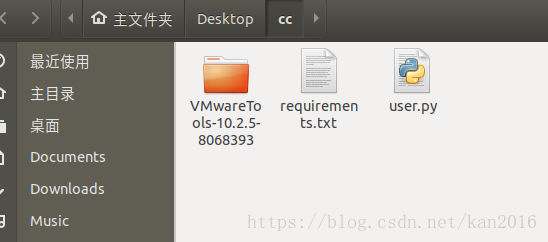 主文件夹 Desktop cc
最近使用
主目录
桌面
Documents
Downloads
Music
VMwareTo
ols-10.2.5-
8068393
requiremen
ts.txt
user.py
https://blog.csdn.net/kan2016